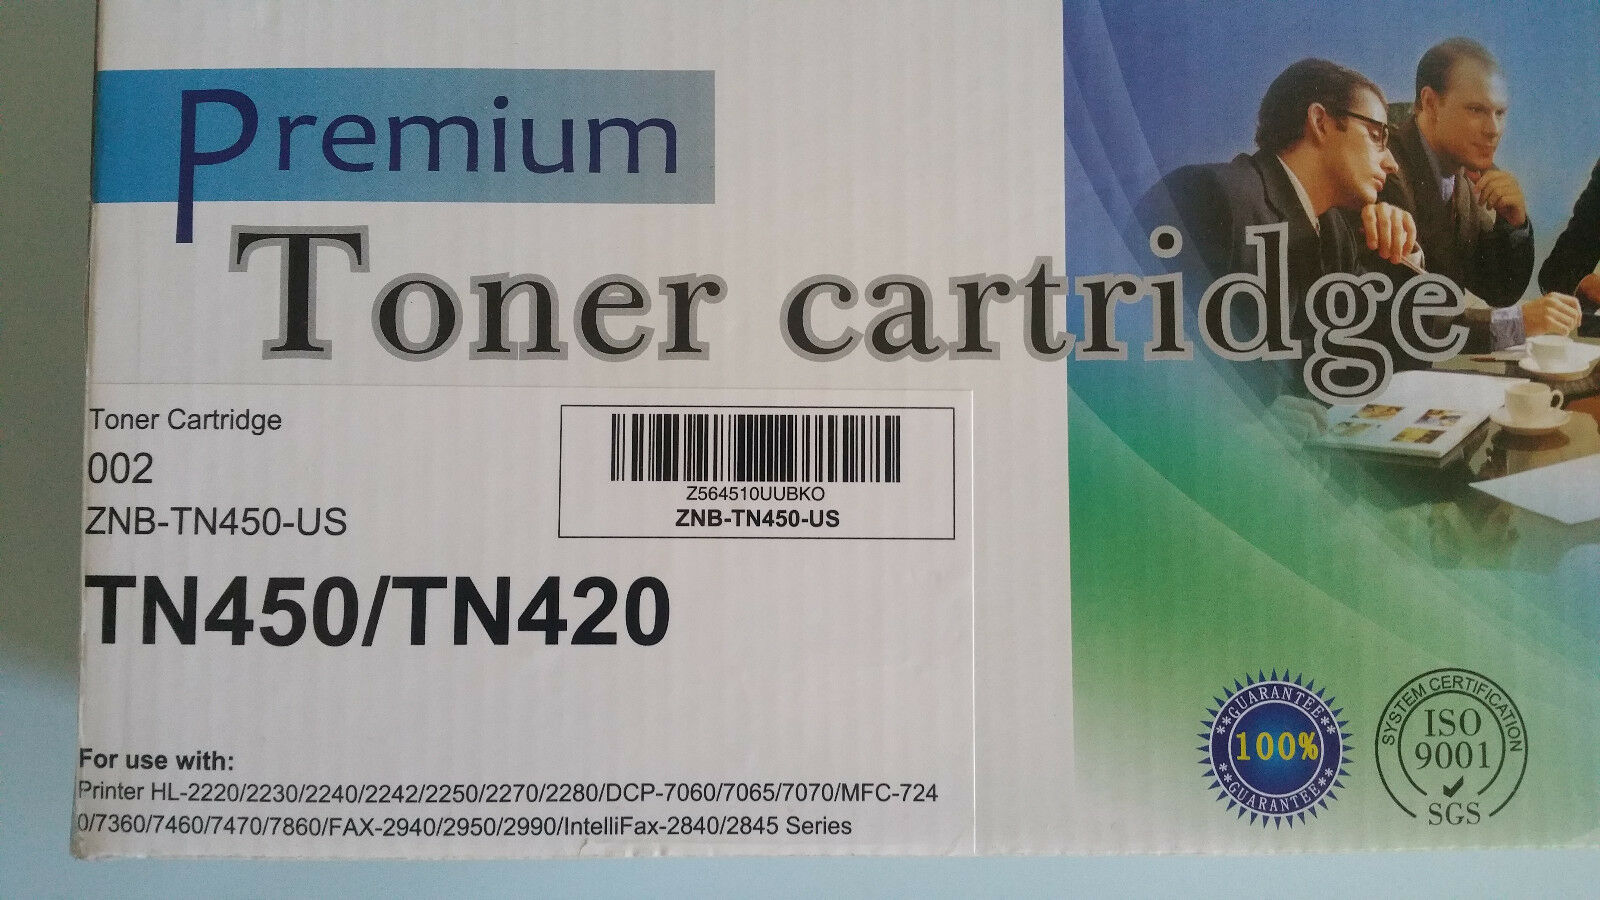 Premium
Toner cartridge
Toner Cartridge
002
ZNB-TN450-US
Z564510UUBKO
ZNB-TN450-US
TN450/TN420
For use with:
Printer HL-2220/2230/2240/2242/2250/2270/2280/DCP-7060/7065/7070/MFC-724
0/7360/7460/7470/7860/FAX-2940/2950/2990/IntelliFax-2840/2845 Series
GUARANTEE
100%
GUARANTEE
SYSTEM CERTIFICATION
ISO
9001
SGS